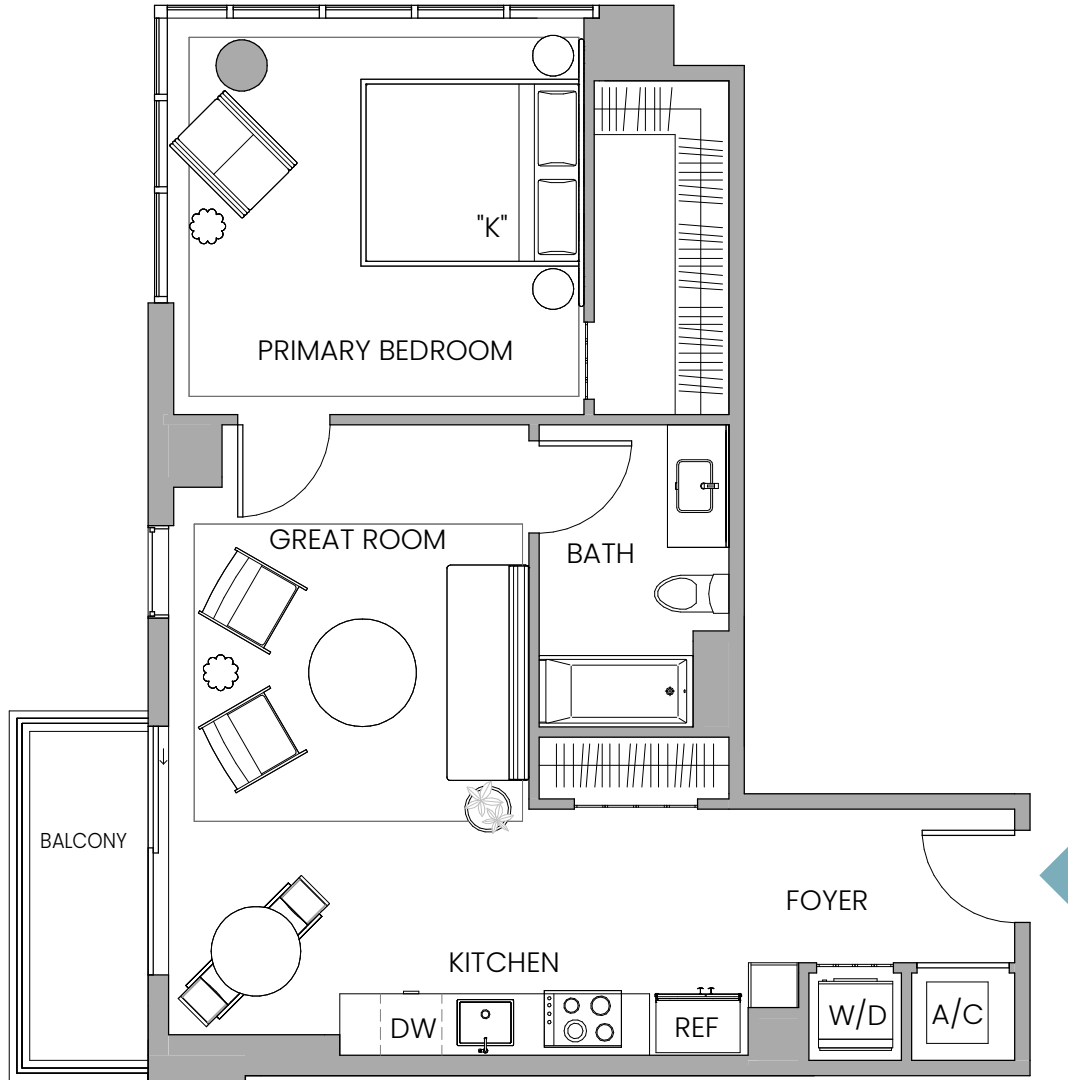 "K"
PRIMARY BEDROOM
GREAT ROOM
BATH
BALCONY
FOYER
KITCHEN
DW
REF
W/D
A/C